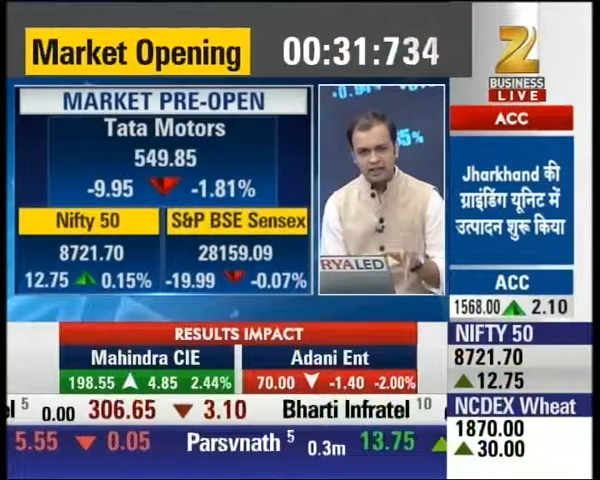 Market Opening
00:31:734
Z
BUSINESS
LIVE
MARKET PRE-OPEN
Tata Motors
549.85
-9.95 -1.81%
Nifty 50
8721.70
12.75 0.15%
S&P BSE Sensex
28159.09
-19.99 -0.07%
5%
RYALED
ACC
Jharkhand की
ग्राइंडिंग यूनिट में
उत्पादन शुरू किया
ACC
1568.00 2.10
RESULTS IMPACT
Mahindra CIE
198.55 4.85 2.44%
Adani Ent
70.00 -1.40 -2.00%
NIFTY 50
8721.70
12.75
el 5 0.00 306.65 3.10 Bharti Infratel 10
NCDEX Wheat
1870.00
30.00
5.55 0.05 Parsvnath 5 0.3m 13.75